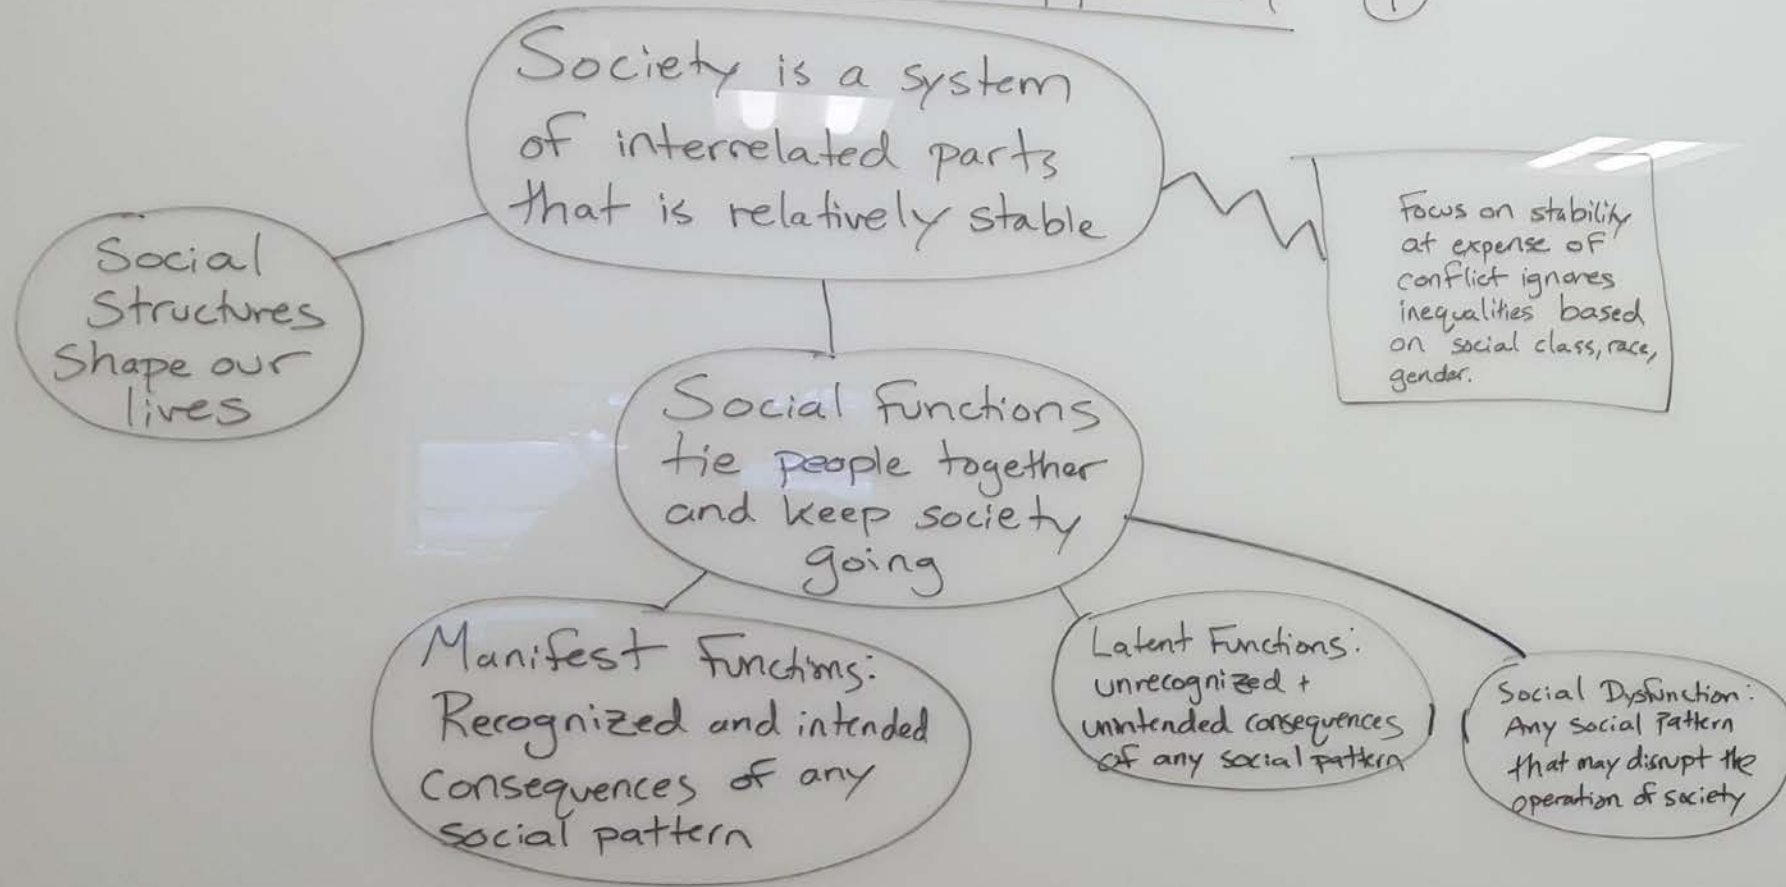 Society is a system
of interrelated parts
that is relatively stable
Social
Structures
Shape our
lives
Focus on stability
at expense of
conflict ignores
inequalities based
on social class, race,
gender.
Social Functions
tie people together
and keep society
going
Manifest Functions:
Recognized and intended
consequences of any
social pattern
Latent Functions:
unrecognized +
unintended consequences
of any social pattern
Social Dysfunction:
Any social pattern
that may disrupt the
operation of society